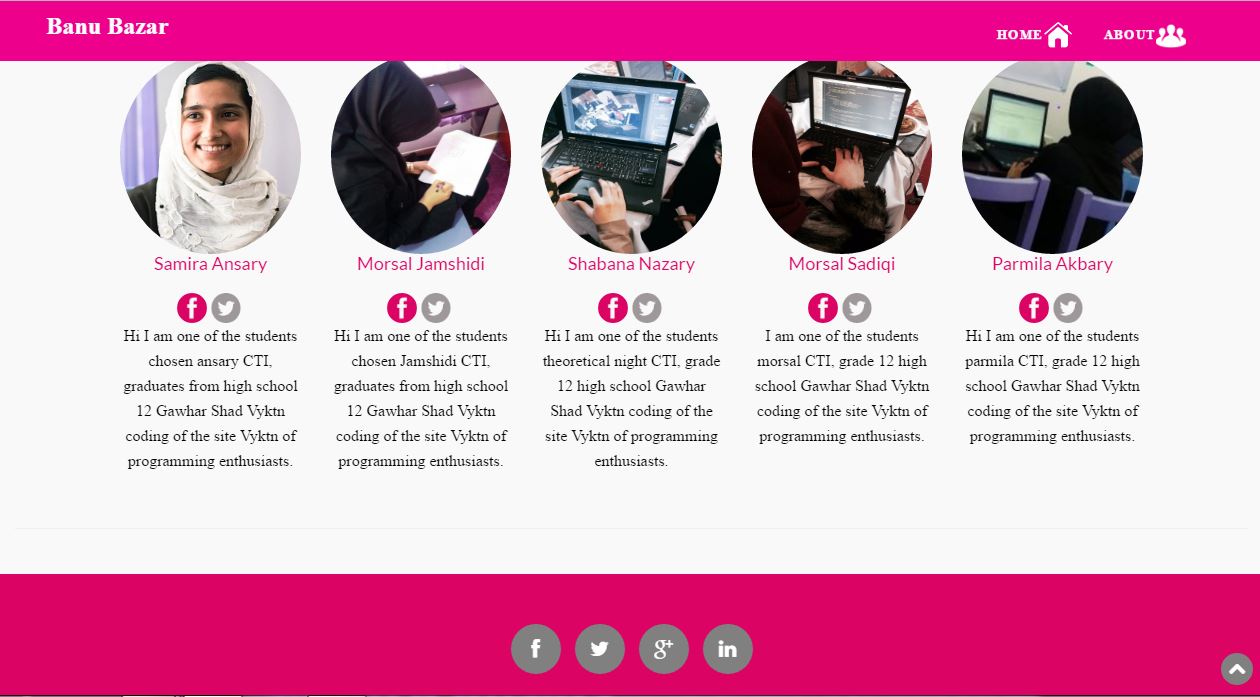 Banu Bazar
HOME
ABOUT
Samira Ansary
Hi I am one of the students
chosen ansary CTI,
graduates from high school
12 Gawhar Shad Vyktn
coding of the site Vyktn of
programming enthusiasts.
Morsal Jamshidi
Hi I am one of the students
chosen Jamshidi CTI,
graduates from high school
12 Gawhar Shad Vyktn
coding of the site Vyktn of
programming enthusiasts.
Shabana Nazary
Hi I am one of the students
theoretical night CTI, grade
12 high school Gawhar
Shad Vyktn coding of the
site Vyktn of programming
enthusiasts.
Morsal Sadiqi
I am one of the students
morsal CTI, grade 12 high
school Gawhar Shad Vyktn
coding of the site Vyktn of
programming enthusiasts.
Parmila Akbary
Hi I am one of the students
parmila CTI, grade 12 high
school Gawhar Shad Vyktn
coding of the site Vyktn of
programming enthusiasts.